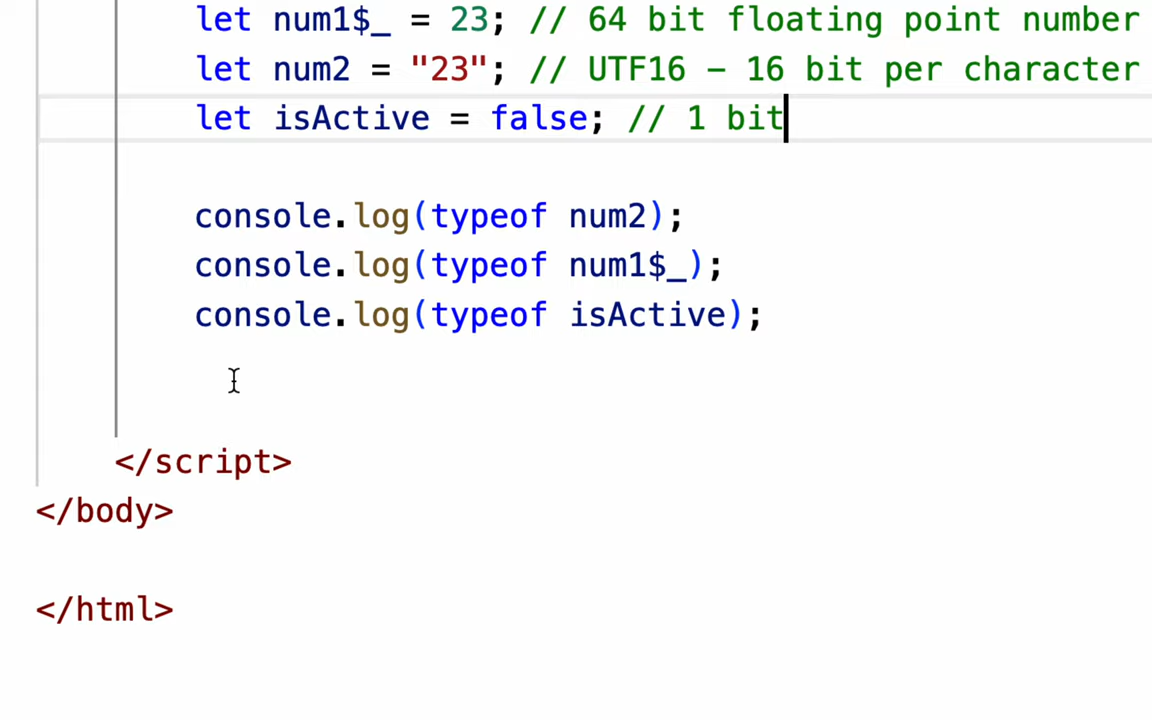 let num1$_ = 23; // 64 bit floating point number
let num2 = "23"; // UTF16 – 16 bit per character
let isActive = false; // 1 bit
console.log(typeof num2);
console.log(typeof num1$_);
console.log(typeof isActive);
</script>
</body>
</html>